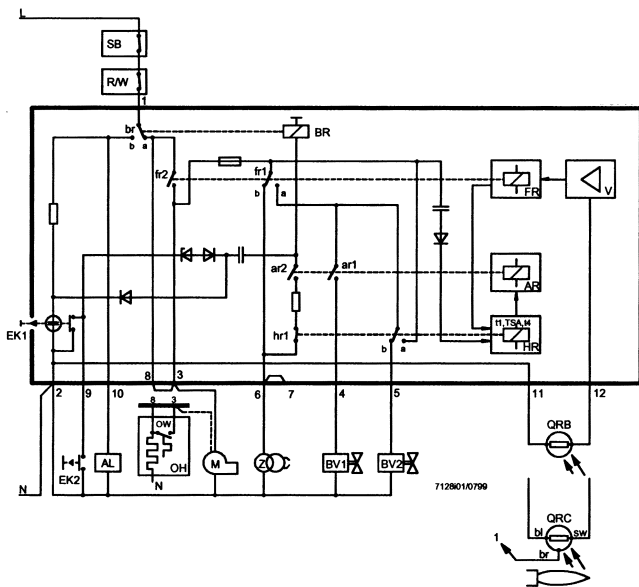 L
SB
R/W
1
br
b a
BR
fr2
fr1
b a
FR
V
ar2
ar1
AR
hr1
b a
t1,TSA,t4
HR
EK1
2 9 10 8 3 6 7 4 5 11 12
8 3
OW
OH
N
EK2
AL
M
Z
BV1
BV2
QRB
N
7128i01/0799
QRC
bl sw
br
1